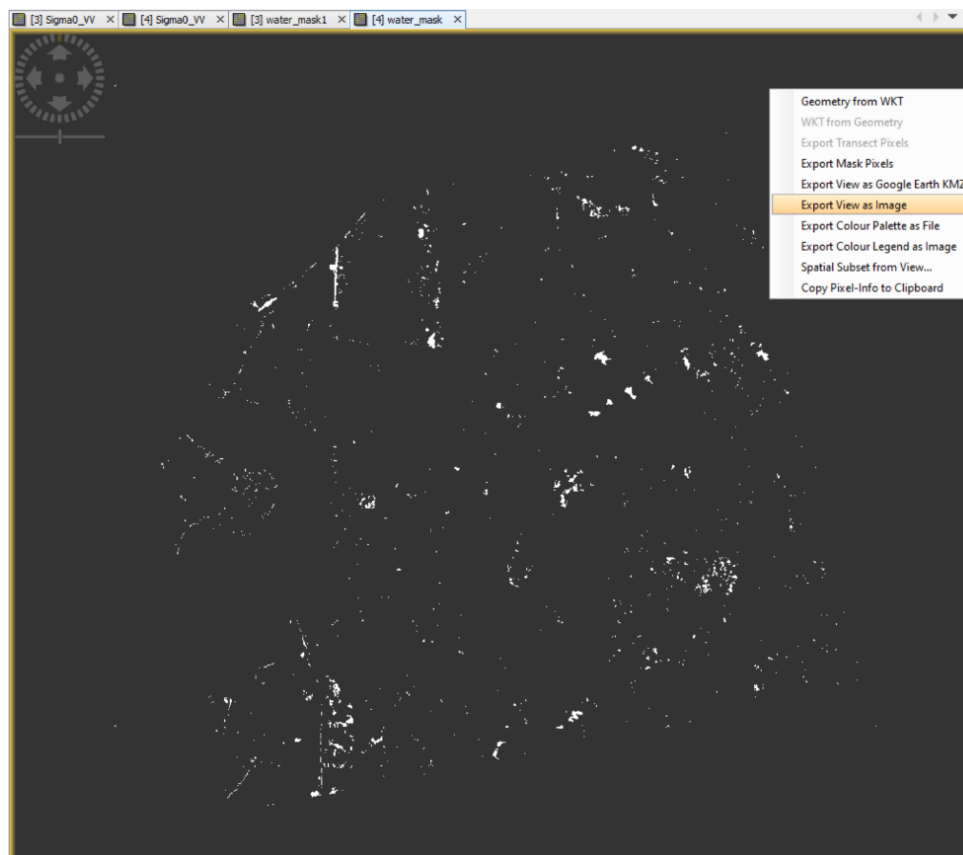 [3] Sigma0_VV [4] Sigma0_VV [3] water_mask1 [4] water_mask
Geometry from WKT
WKT from Geometry
Export Transect Pixels
Export Mask Pixels
Export View as Google Earth KMZ
Export View as Image
Export Colour Palette as File
Export Colour Legend as Image
Spatial Subset from View...
Copy Pixel-Info to Clipboard